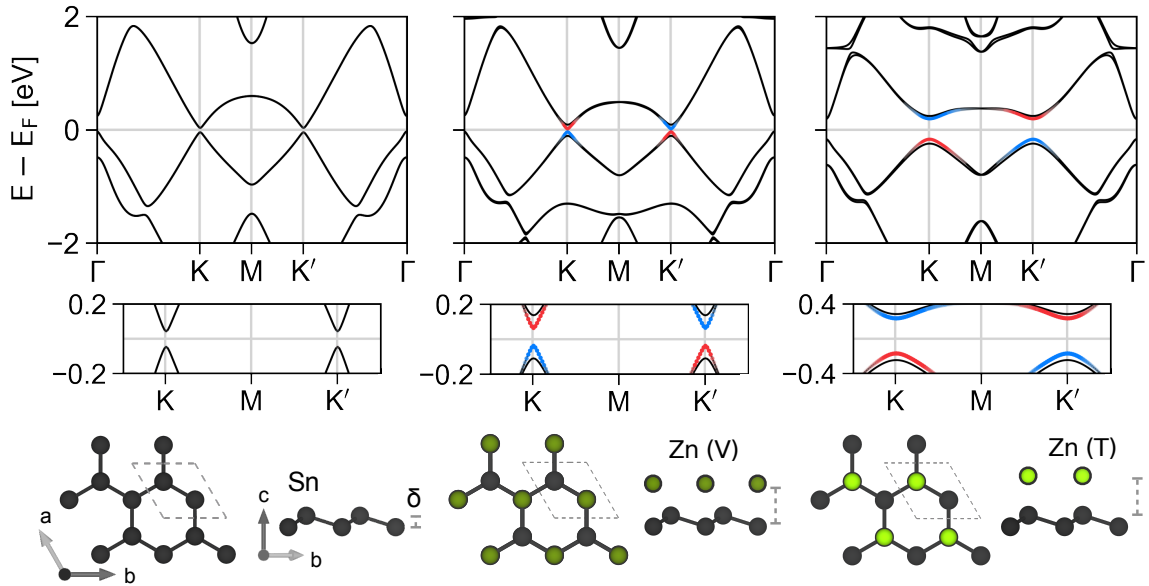 E − E_F [eV]
2
0
−2
Γ K M K′ Γ
Γ K M K′ Γ
Γ K M K′ Γ
0.2
−0.2
K M K′
0.2
−0.2
K M K′
0.4
−0.4
K M K′
a
b
Sn
c
b
δ
Zn (V)
Zn (T)